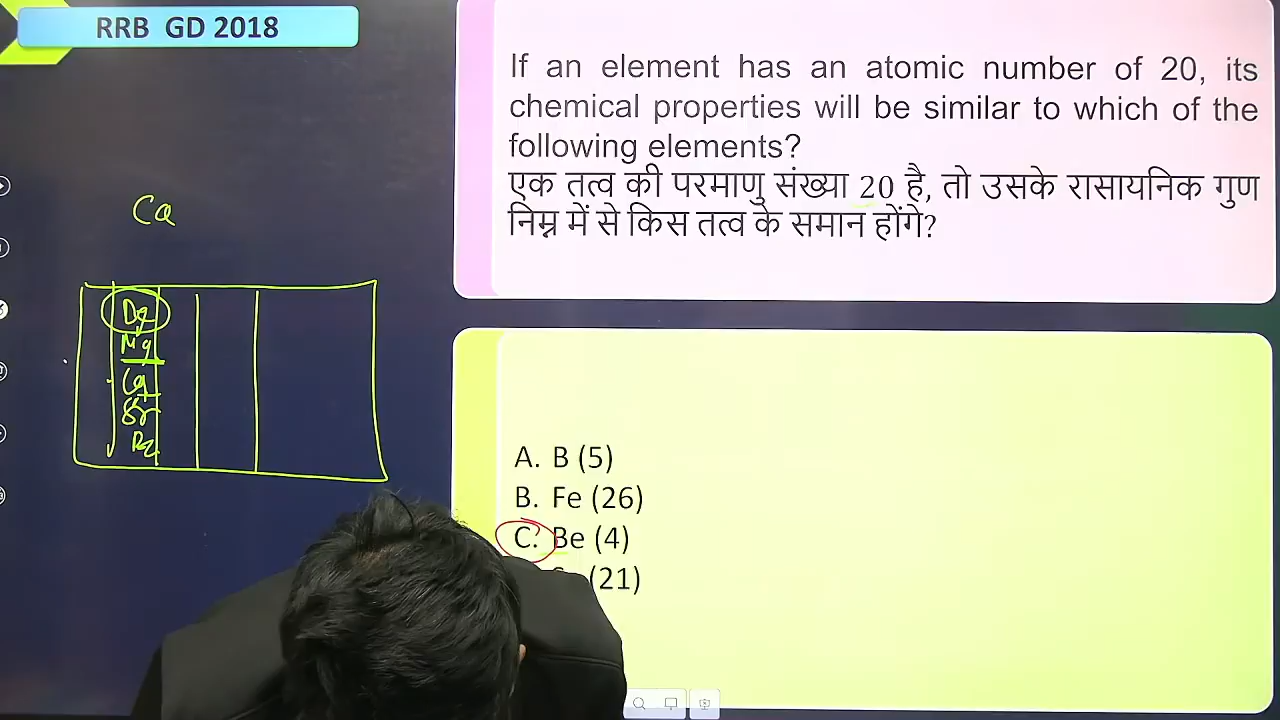 RRB GD 2018
If an element has an atomic number of 20, its
chemical properties will be similar to which of the
following elements?
एक तत्व की परमाणु संख्या 20 है, तो उसके रासायनिक गुण
निम्न में से किस तत्व के समान होंगे?
Ca
Mg
Ca
Sr
A. B (5)
B. Fe (26)
C. Be (4)
(21)